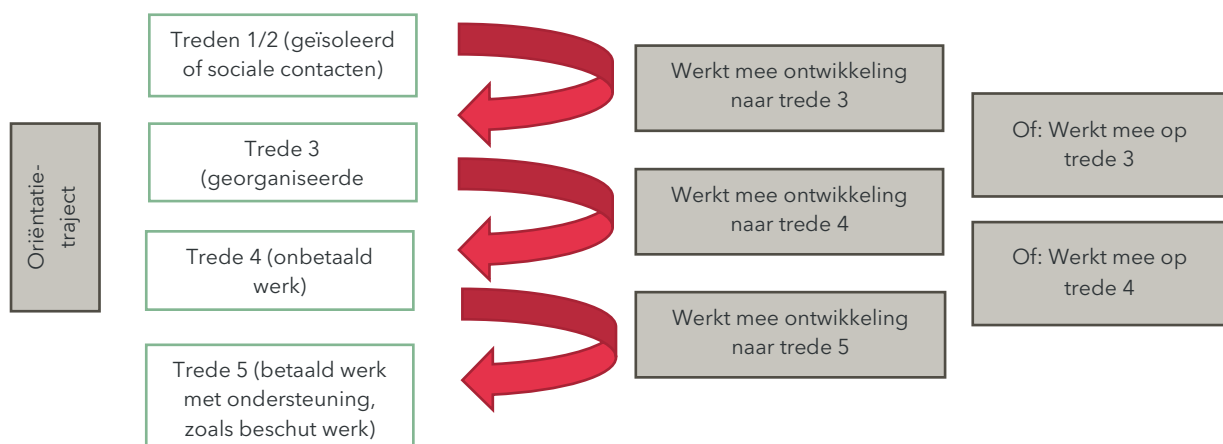 Oriëntatie-
traject
Treden 1/2 (geïsoleerd
of sociale contacten)
Trede 3
(georganiseerde
Trede 4 (onbetaald
werk)
Trede 5 (betaald werk
met ondersteuning,
zoals beschut werk)
Werkt mee ontwikkeling
naar trede 3
Werkt mee ontwikkeling
naar trede 4
Werkt mee ontwikkeling
naar trede 5
Of: Werkt mee op
trede 3
Of: Werkt mee op
trede 4